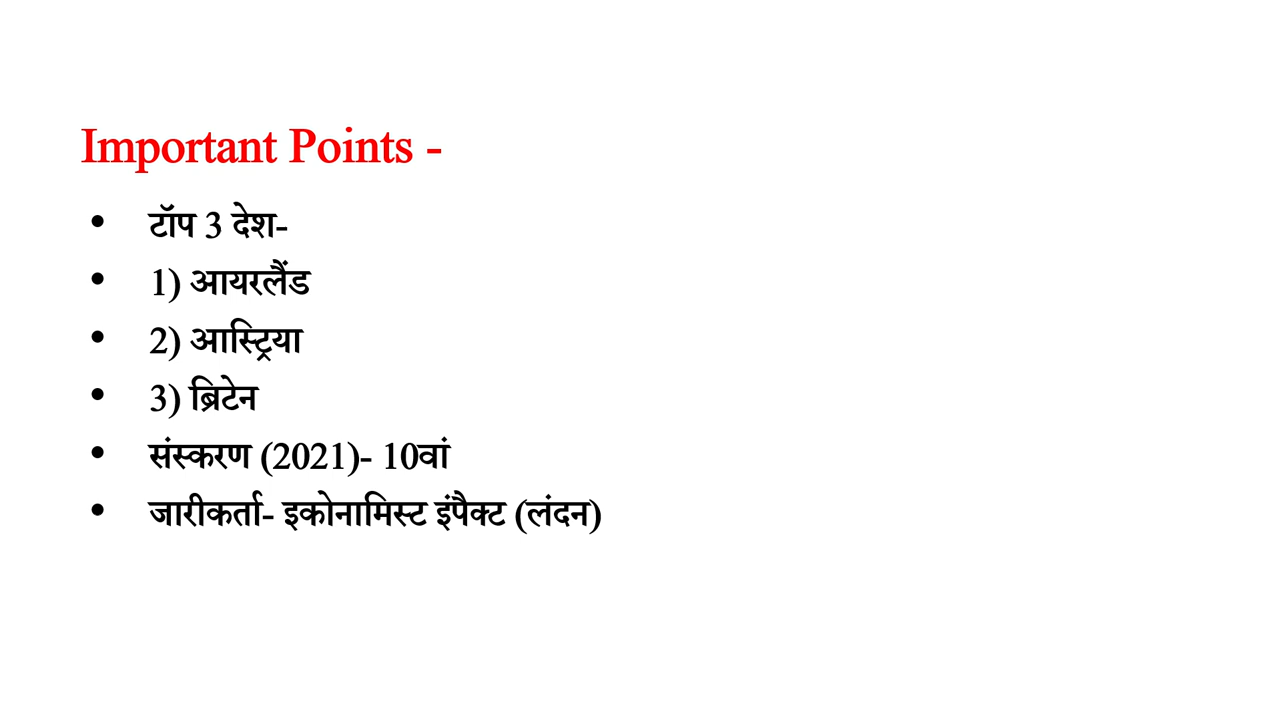 Important Points -
• टॉप 3 देश-
• 1) आयरलैंड
• 2) आस्ट्रिया
• 3) ब्रिटेन
• संस्करण (2021)- 10वां
• जारीकर्ता- इकोनामिस्ट इंपैक्ट (लंदन)